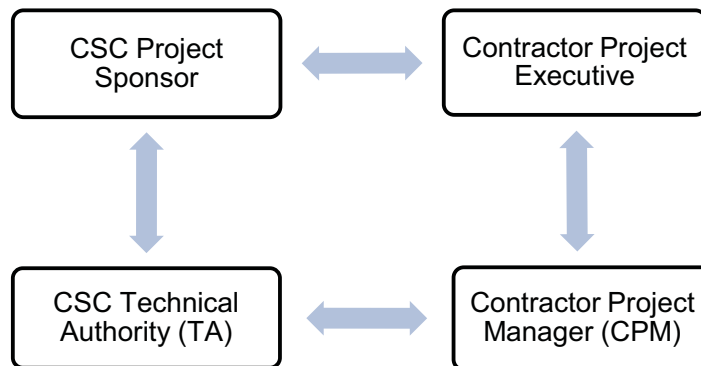 CSC Project
Sponsor
Contractor Project
Executive
CSC Technical
Authority (TA)
Contractor Project
Manager (CPM)